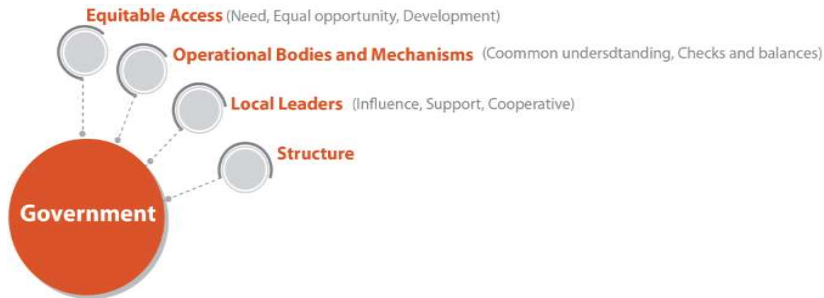 Equitable Access (Need, Equal opportunity, Development)
Operational Bodies and Mechanisms (Coommon undersdtanding, Checks and balances)
Local Leaders (Influence, Support, Cooperative)
Structure
Government